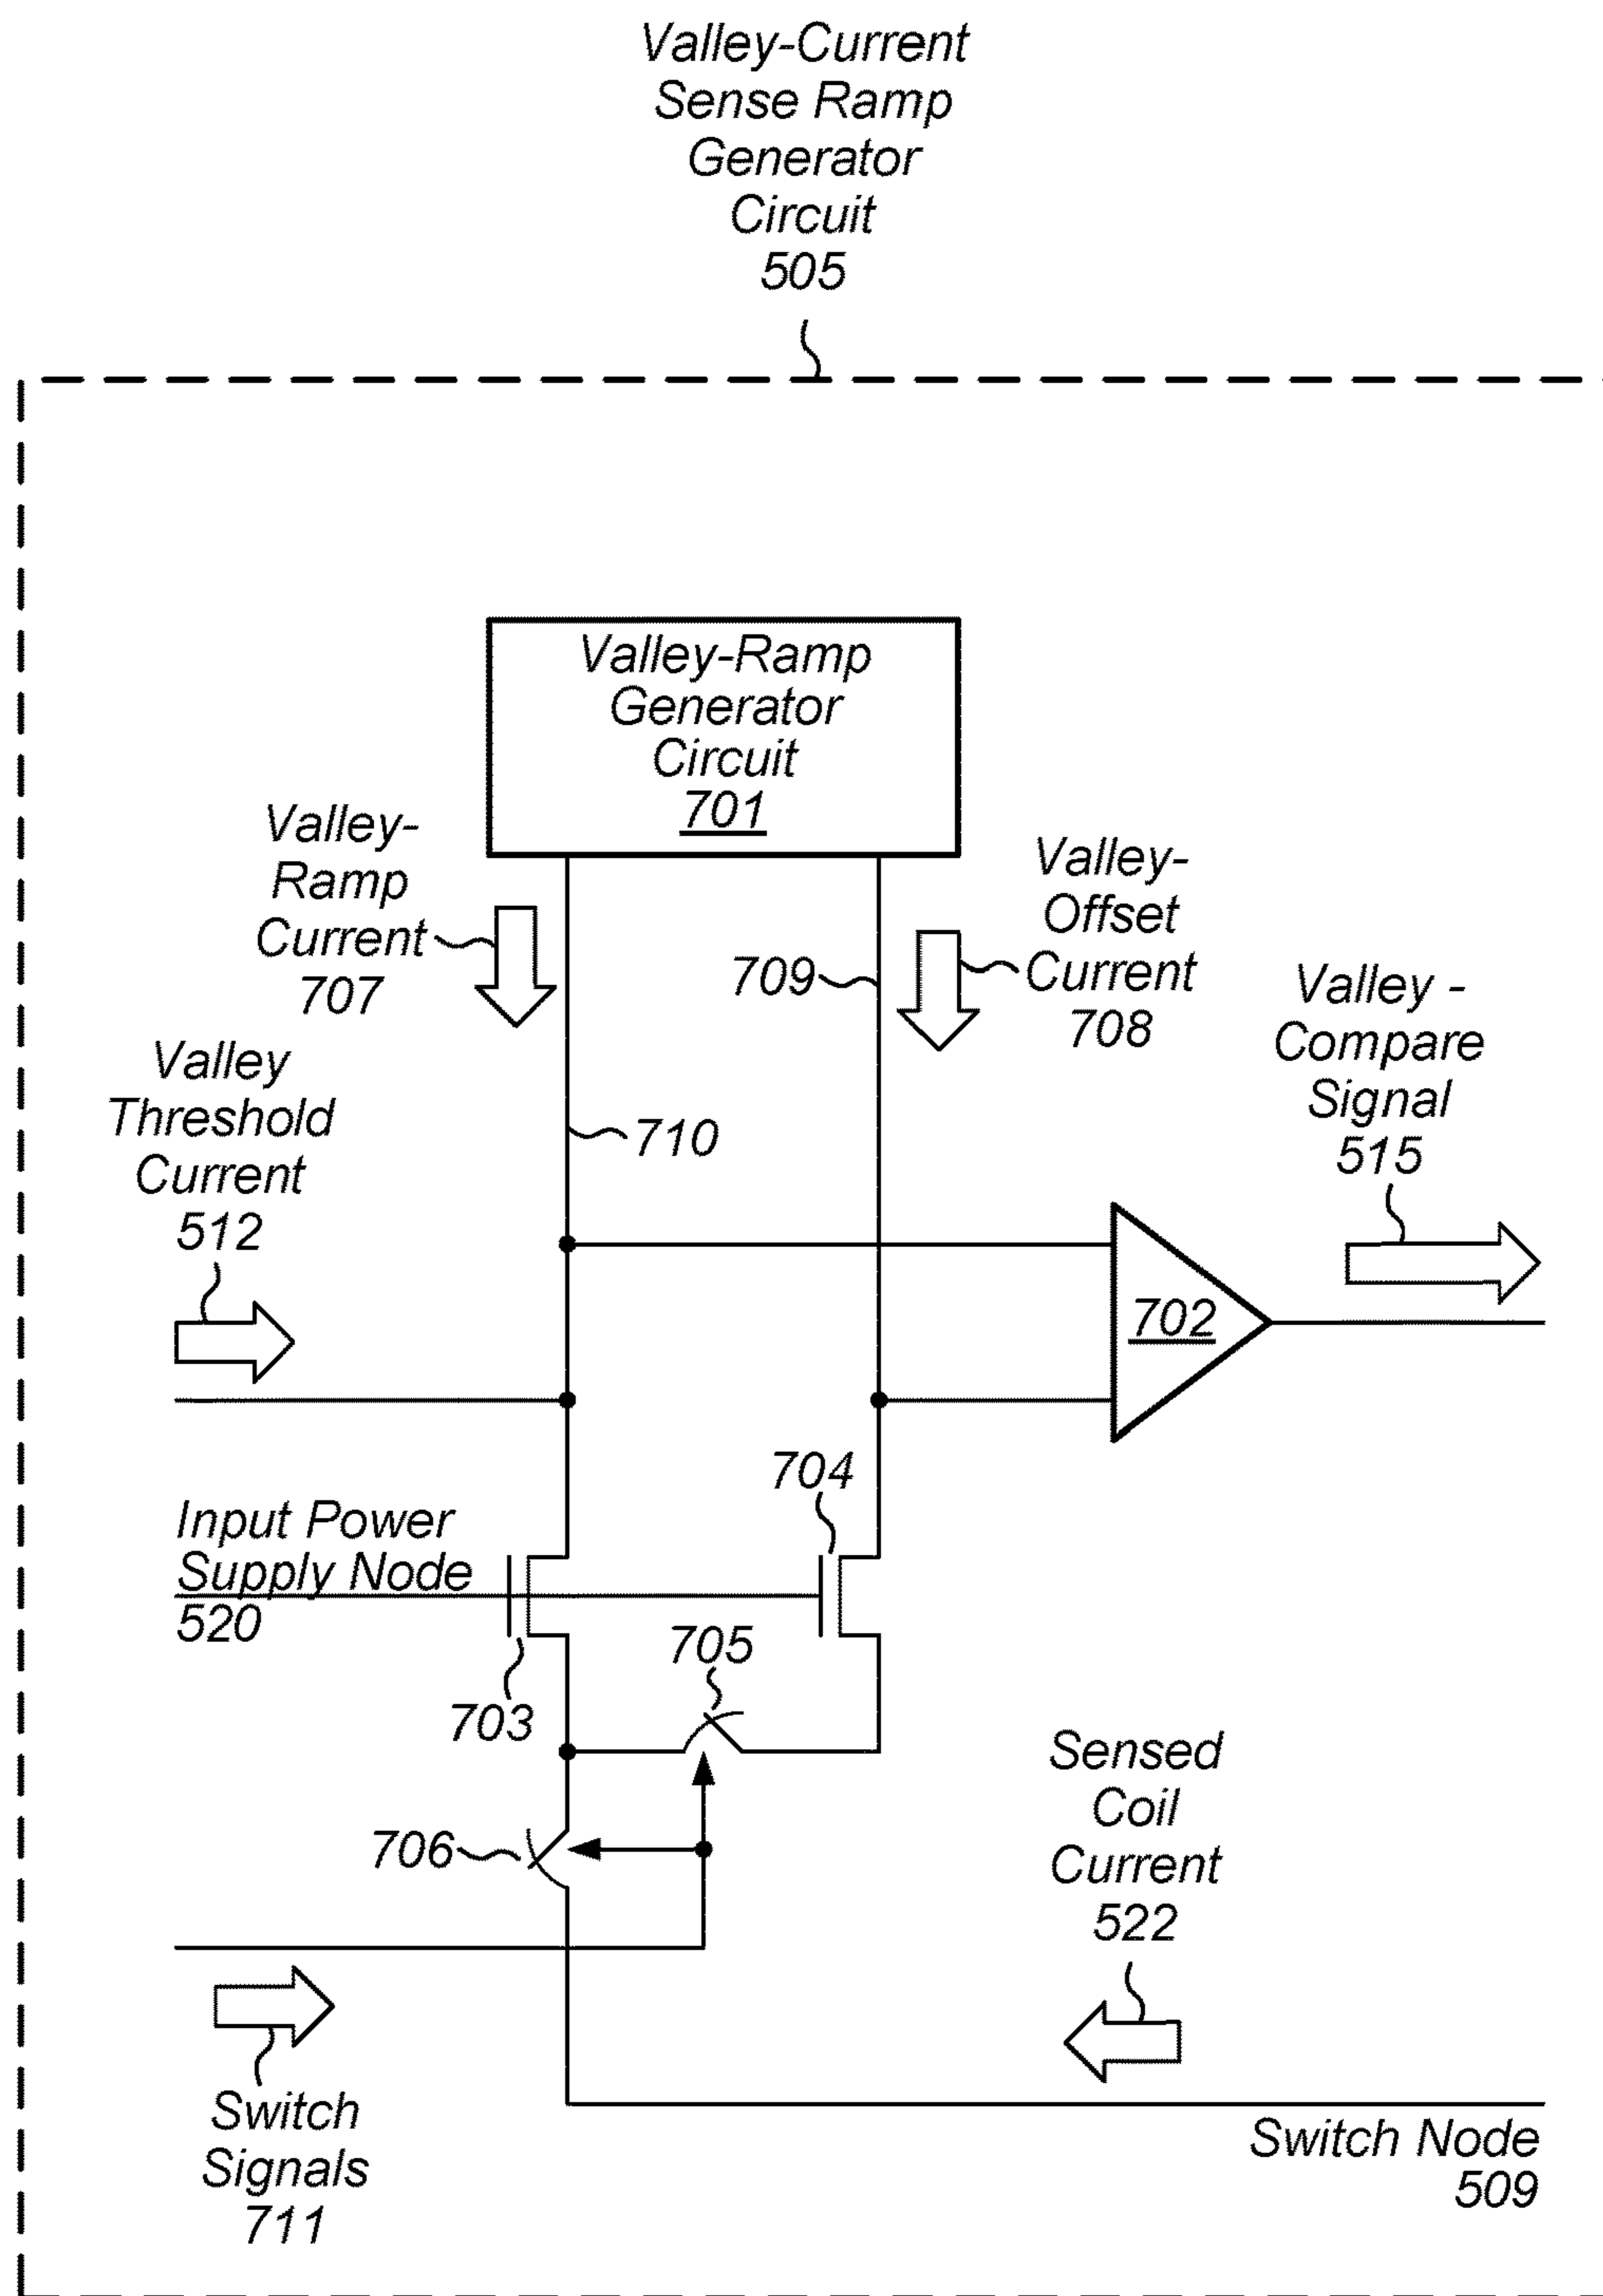 Valley-Current
Sense Ramp
Generator
Circuit
505
Valley-Ramp
Generator
Circuit
701
Valley-
Ramp
Current
707
Valley-
Offset
Current
708
709
710
Valley
Threshold
Current
512
Valley -
Compare
Signal
515
702
704
Input Power
Supply Node
520
703
705
706
Sensed
Coil
Current
522
Switch
Signals
711
Switch Node
509